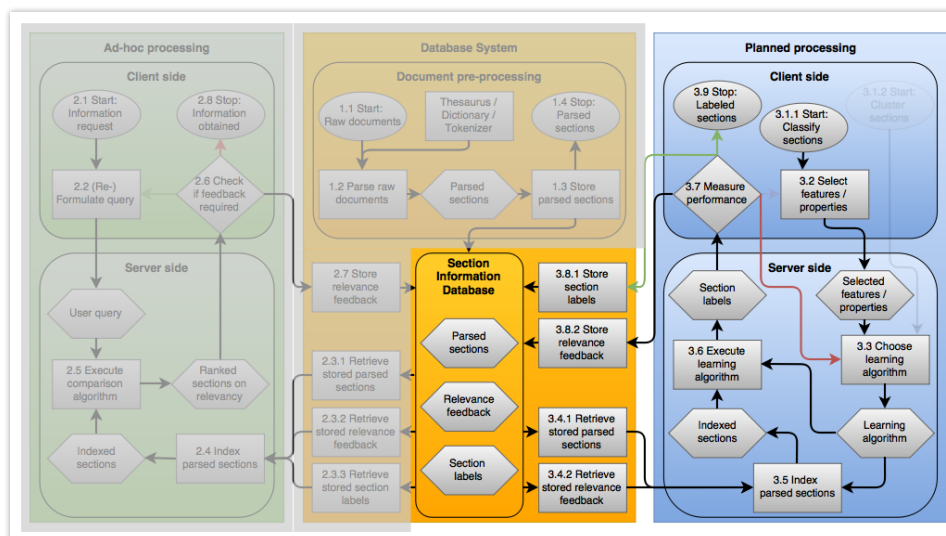 Ad-hoc processing
Client side
2.1 Start:
Information
request
2.8 Stop:
Information
obtained
2.2 (Re-)
Formulate query
2.6 Check
if feedback
required
Server side
User query
2.5 Execute
comparison
algorithm
Ranked
sections on
relevancy
Indexed
sections
2.4 Index
parsed sections
Database System
Document pre-processing
1.1 Start:
Raw documents
Thesaurus /
Dictionary /
Tokenizer
1.4 Stop:
Parsed
sections
1.2 Parse raw
documents
Parsed
sections
1.3 Store
parsed sections
2.7 Store
relevance
feedback
2.3.1 Retrieve
stored parsed
sections
2.3.2 Retrieve
stored relevance
feedback
2.3.3 Retrieve
stored section
labels
Section
Information
Database
Parsed
sections
Relevance
feedback
Section
labels
3.8.1 Store
section
labels
3.8.2 Store
relevance
feedback
3.4.1 Retrieve
stored parsed
sections
3.4.2 Retrieve
stored relevance
feedback
Planned processing
Client side
3.9 Stop:
Labeled
sections
3.1.1 Start:
Classify
sections
3.1.2 Start:
Cluster
sections
3.7 Measure
performance
3.2 Select
features /
properties
Server side
Section
labels
Selected
features /
properties
3.6 Execute
learning
algorithm
3.3 Choose
learning
algorithm
Indexed
sections
Learning
algorithm
3.5 Index
parsed sections